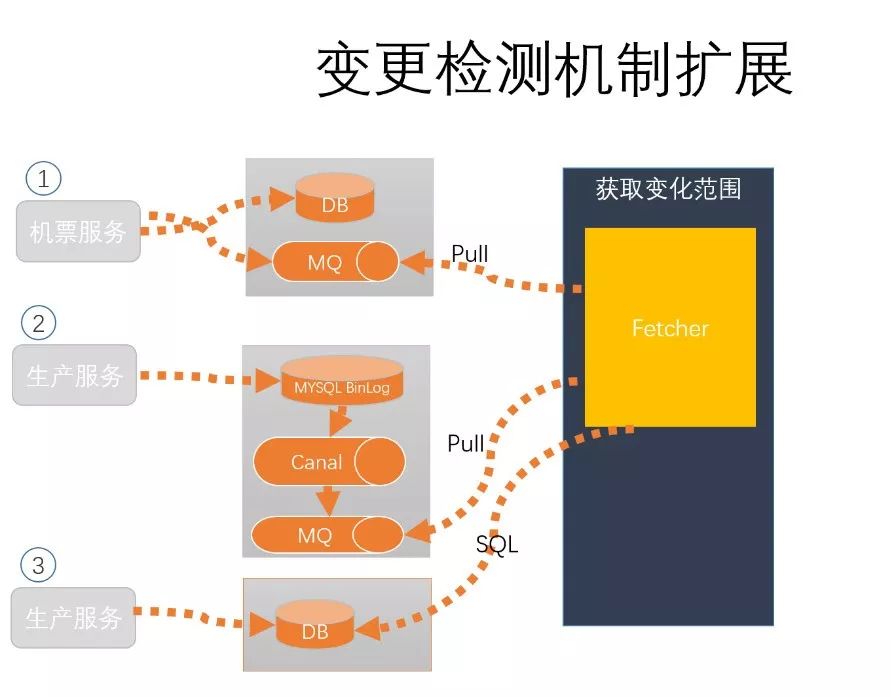 变更检测机制扩展
1
机票服务
DB
MQ
Pull
获取变化范围
Fetcher
2
生产服务
MYSQL BinLog
Canal
MQ
Pull
SQL
3
生产服务
DB